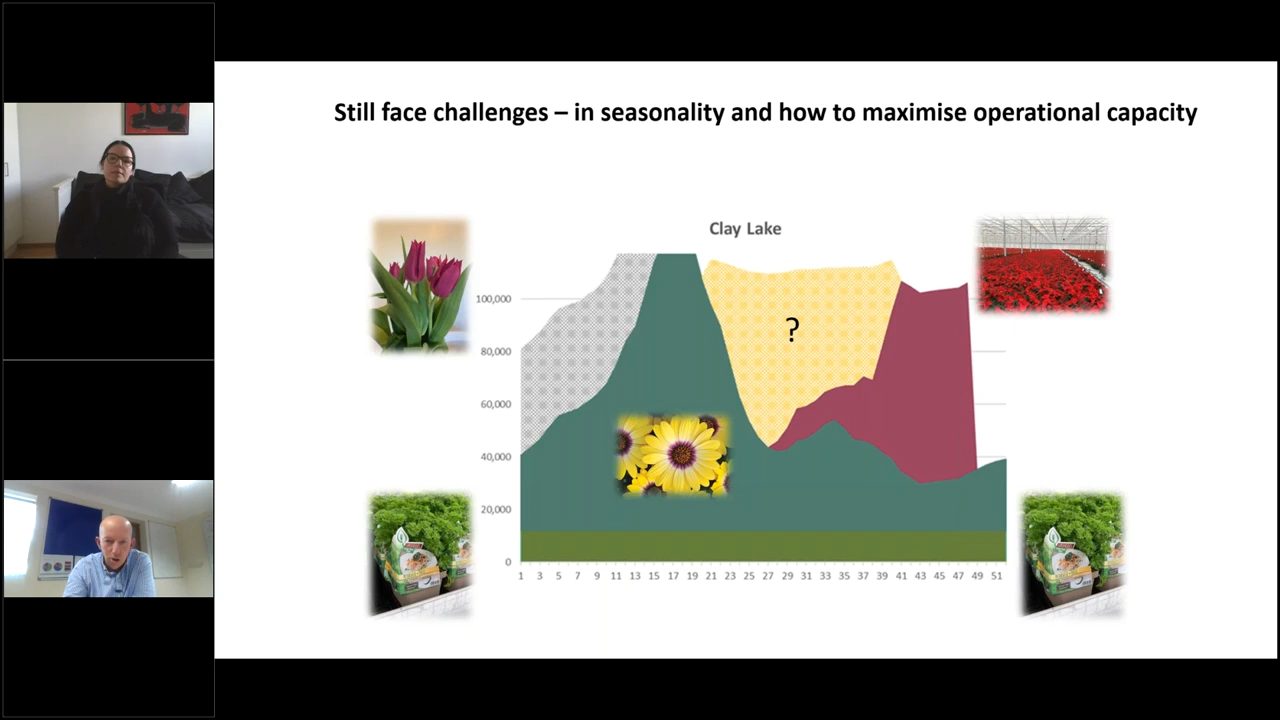 Still face challenges – in seasonality and how to maximise operational capacity
Clay Lake
100,000
80,000
60,000
40,000
20,000
0
?
1 3 5 7 9 11 13 15 17 19 21 23 25 27 29 31 33 35 37 39 41 43 45 47 49 51